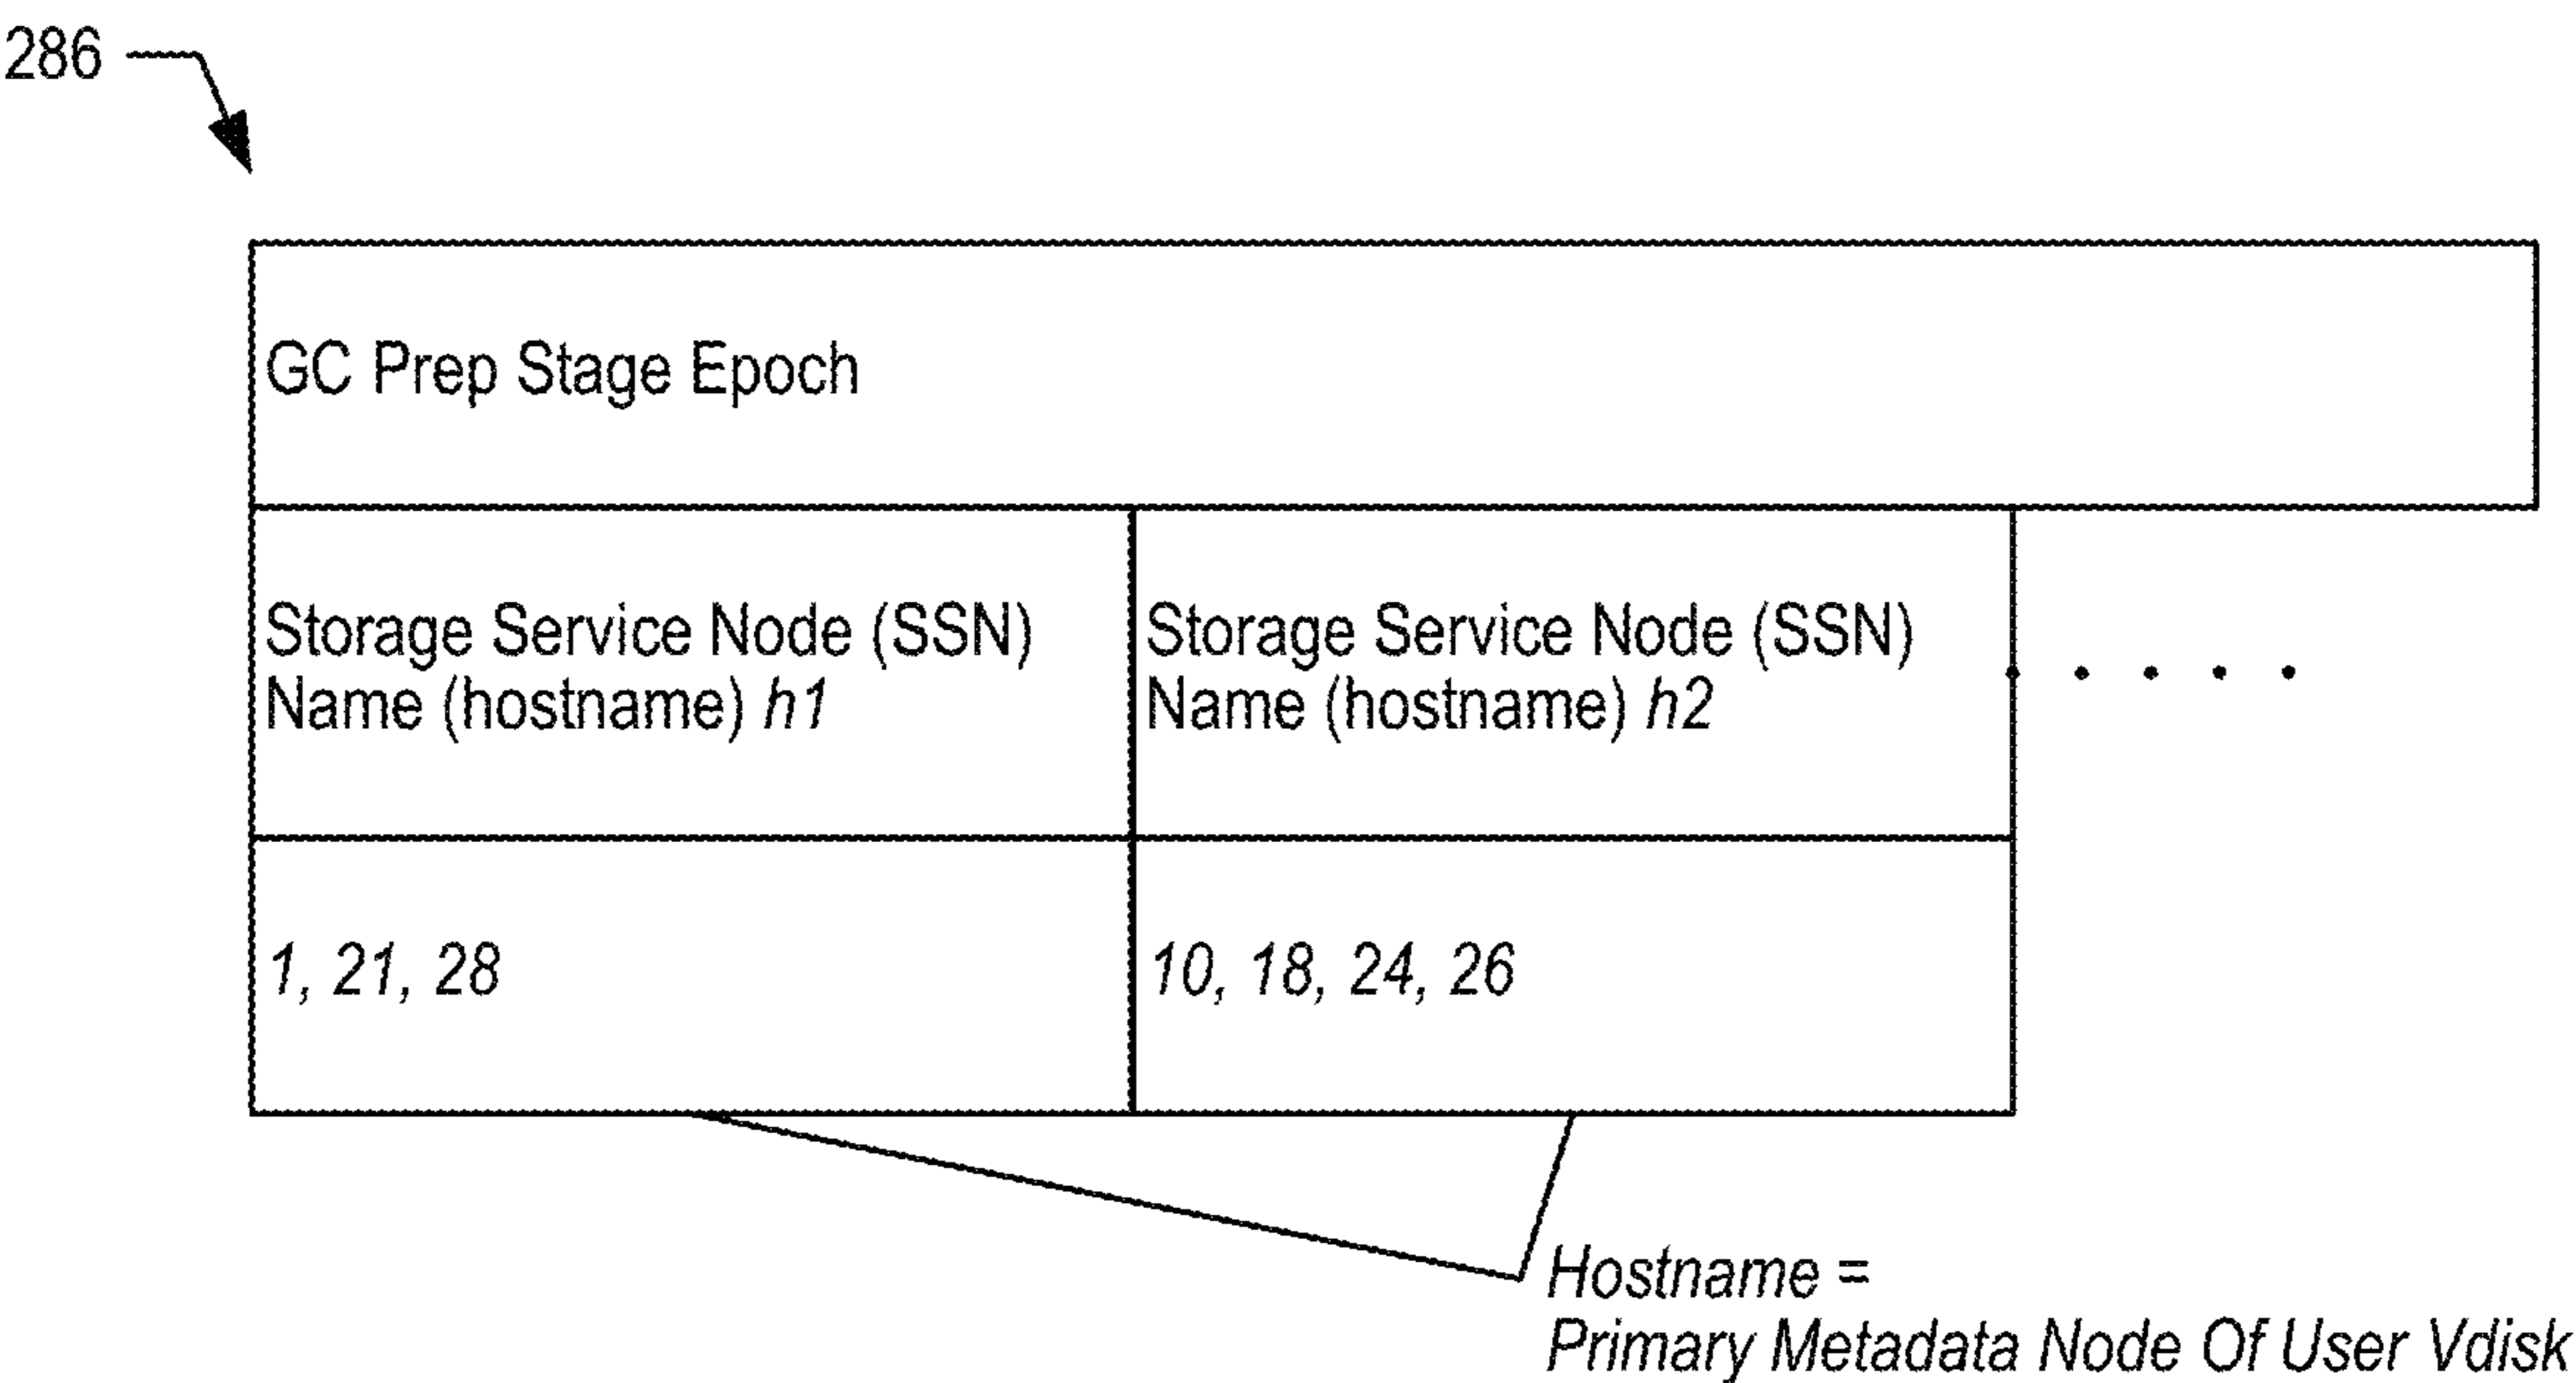 286
GC Prep Stage Epoch
Storage Service Node (SSN)
Name (hostname) h1
Storage Service Node (SSN)
Name (hostname) h2
. . . . .
1, 21, 28
10, 18, 24, 26
Hostname =
Primary Metadata Node Of User Vdisk